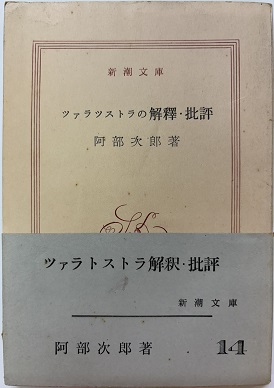 新潮文庫
ツァラツストラの解釋・批評
阿部次郎著
ツァラトストラ解釈・批評
新潮文庫
阿部次郎著 14